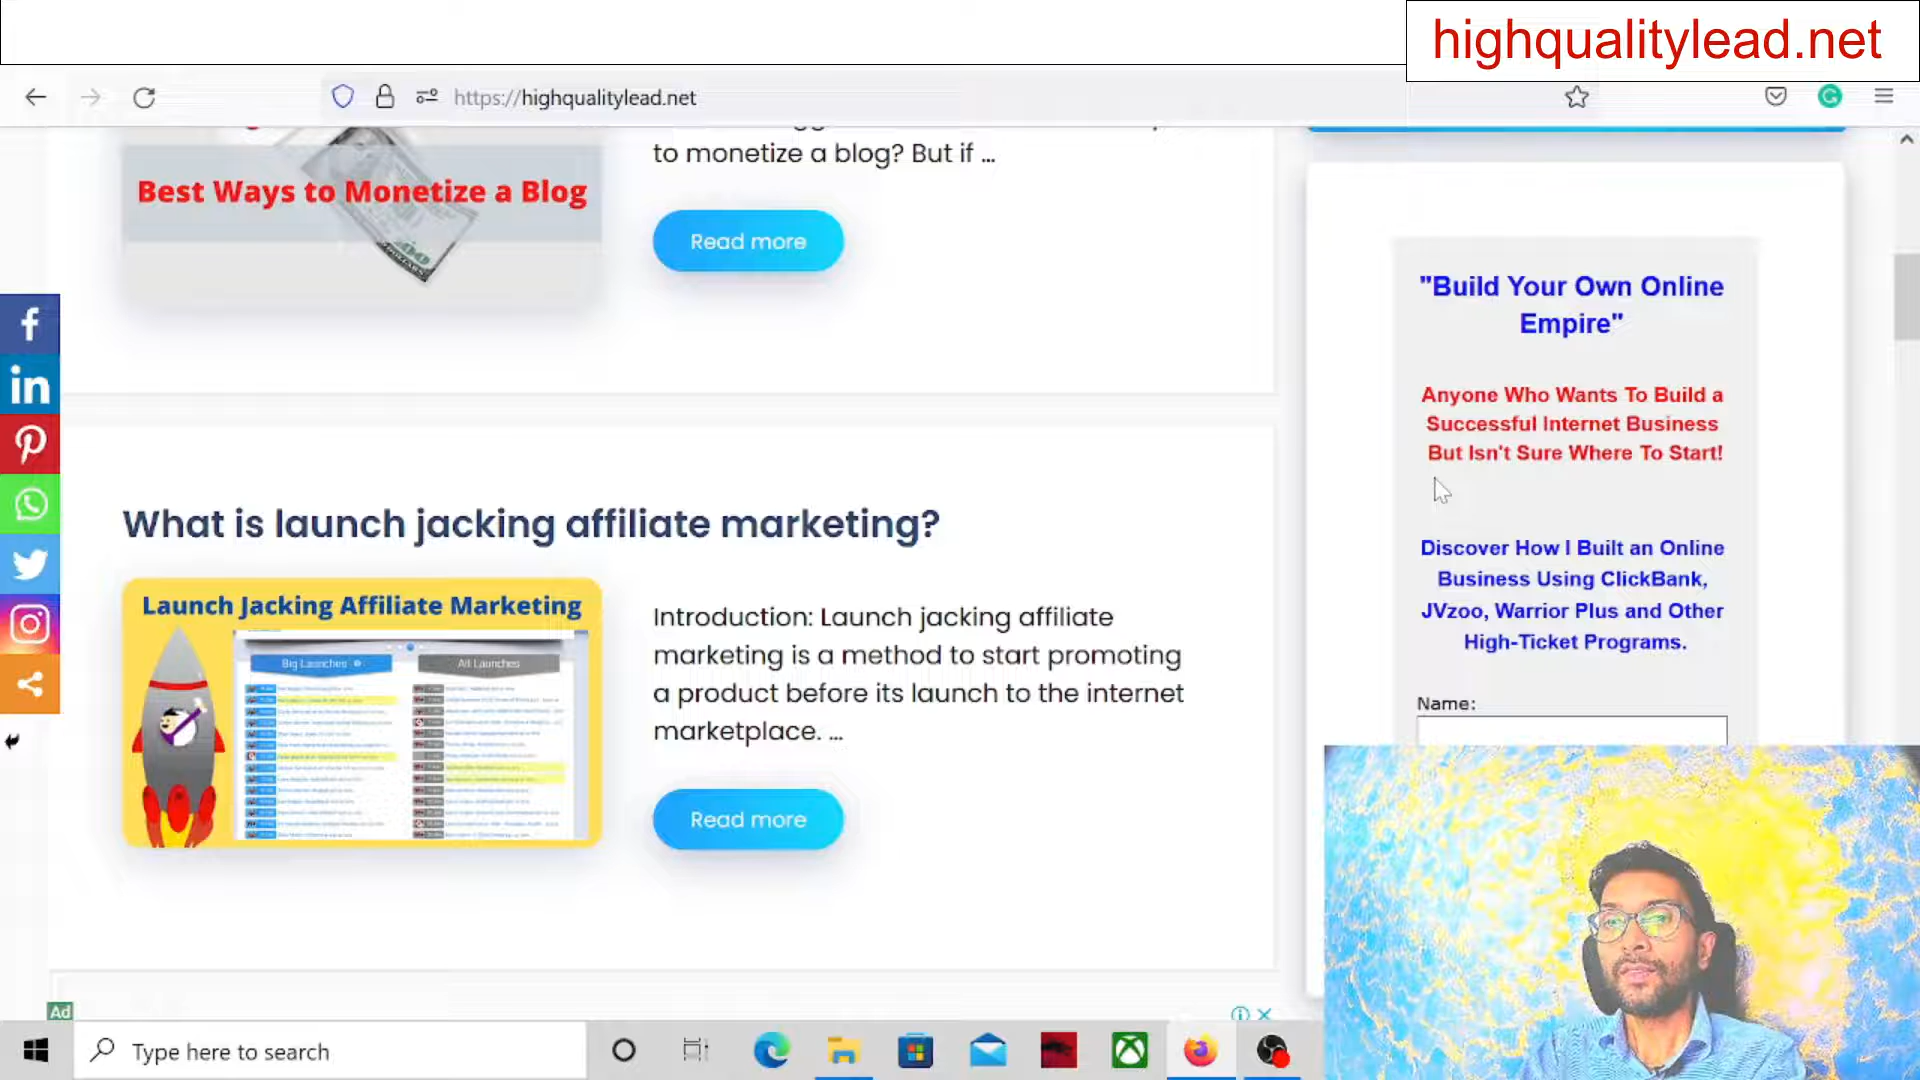 highqualitylead.net
https://highqualitylead.net
to monetize a blog? But if ...
Best Ways to Monetize a Blog
Read more
What is launch jacking affiliate marketing?
Launch Jacking Affiliate Marketing
Big Launches
All Launches
Introduction: Launch jacking affiliate
marketing is a method to start promoting
a product before its launch to the internet
marketplace. ...
Read more
"Build Your Own Online
Empire"
Anyone Who Wants To Build a
Successful Internet Business
But Isn't Sure Where To Start!
Discover How I Built an Online
Business Using ClickBank,
JVzoo, Warrior Plus and Other
High-Ticket Programs.
Name:
Ad
Type here to search